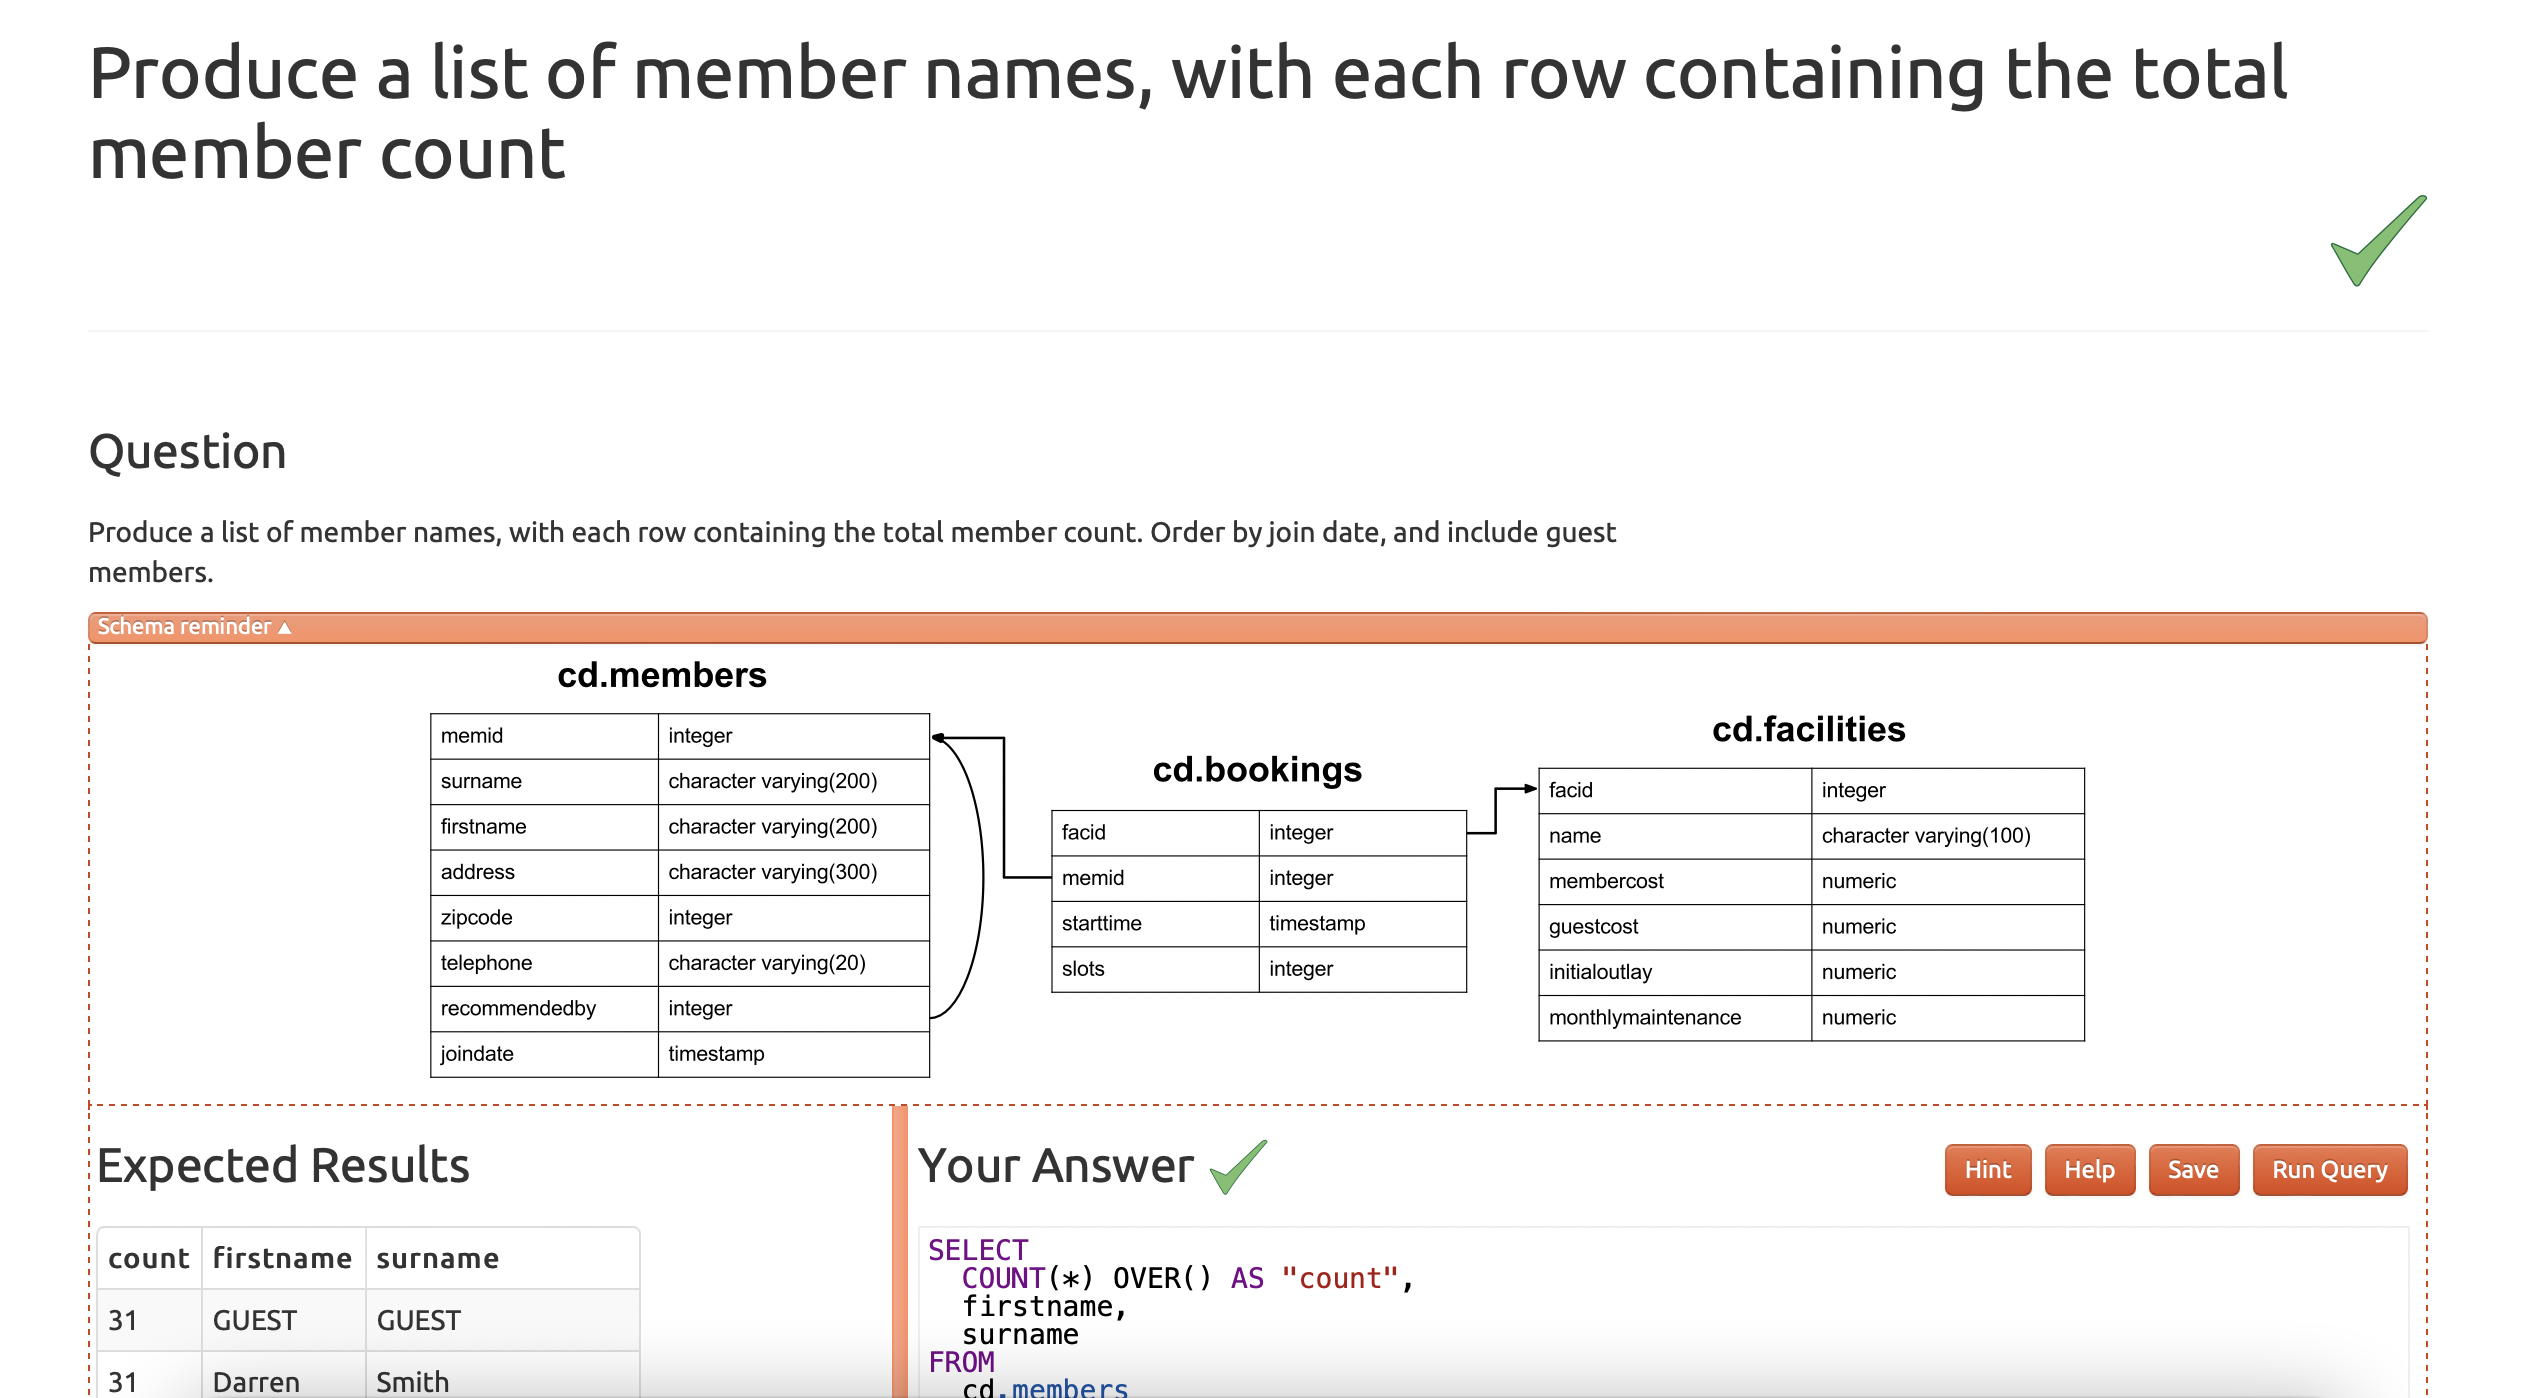 Produce a list of member names, with each row containing the total
member count
Question
Produce a list of member names, with each row containing the total member count. Order by join date, and include guest
members.
Schema reminder ▲
cd.members
memid integer
surname character varying(200)
firstname character varying(200)
address character varying(300)
zipcode integer
telephone character varying(20)
recommendedby integer
joindate timestamp
cd.bookings
facid integer
memid integer
starttime timestamp
slots integer
cd.facilities
facid integer
name character varying(100)
membercost numeric
guestcost numeric
initialoutlay numeric
monthlymaintenance numeric
Expected Results
count firstname surname
31 GUEST GUEST
31 Darren Smith
Your Answer
Hint Help Save Run Query
SELECT
COUNT(*) OVER() AS "count",
firstname,
surname
FROM
cd.members